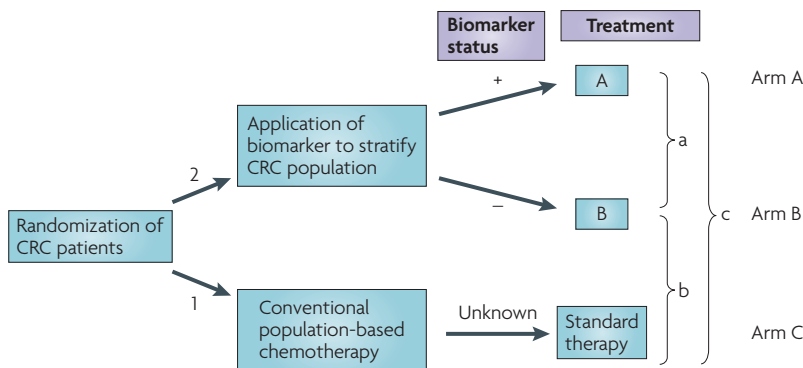 Biomarker
status
Treatment
+
A
Arm A
Application of
biomarker to stratify
CRC population
a
2
–
B
c
Arm B
Randomization of
CRC patients
1
b
Conventional
population-based
chemotherapy
Unknown
Standard
therapy
Arm C